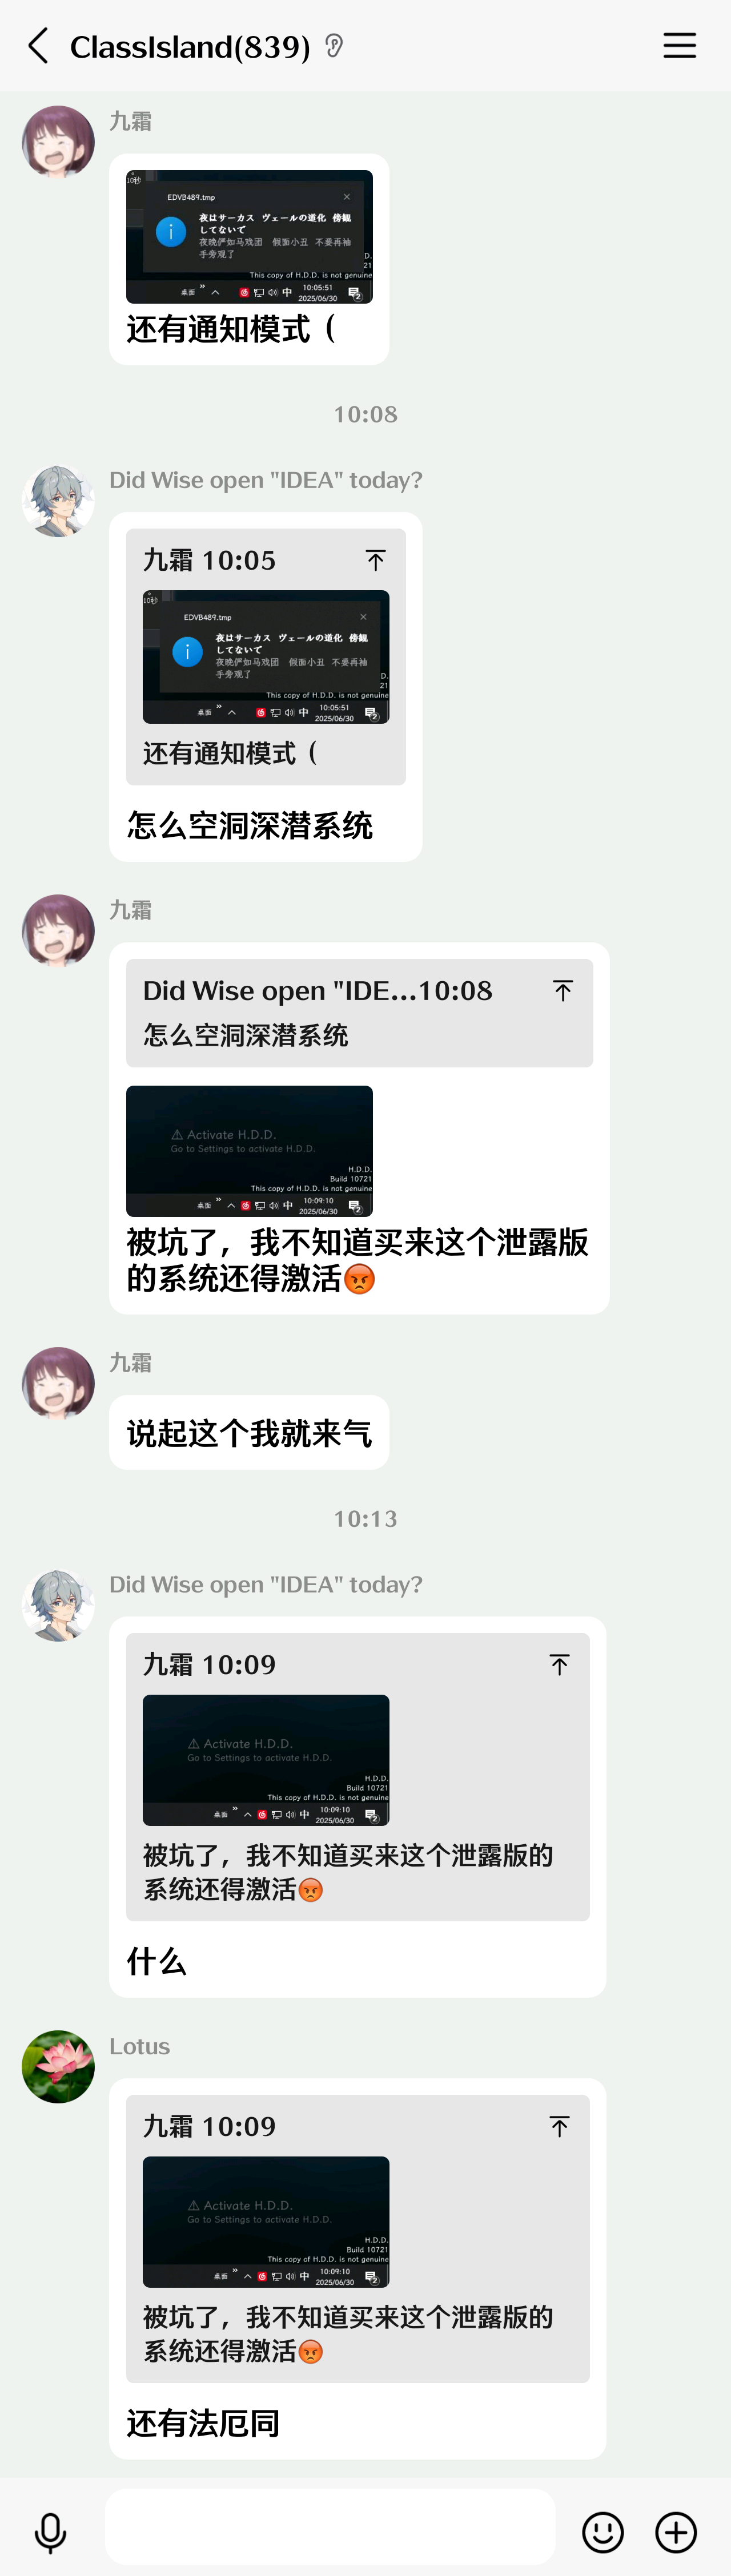 ClassIsland(839)
九霜
10秒
EDVB489.tmp
夜はサーカス ヴェールの道化 傍観
してないで
夜晚俨如马戏团 假面小丑 不要再袖
手旁观了
D.
21
This copy of H.D.D. is not genuine
桌面
中
10:05:51
2025/06/30
2
还有通知模式（
10:08
Did Wise open "IDEA" today?
九霜 10:05
10秒
EDVB489.tmp
夜はサーカス ヴェールの道化 傍観
してないで
夜晚俨如马戏团 假面小丑 不要再袖
手旁观了
D.
21
This copy of H.D.D. is not genuine
桌面
中
10:05:51
2025/06/30
2
还有通知模式（
怎么空洞深潜系统
九霜
Did Wise open "IDE...10:08
怎么空洞深潜系统
Activate H.D.D.
Go to Settings to activate H.D.D.
H.D.D.
Build 10721
This copy of H.D.D. is not genuine
桌面
中
10:09:10
2025/06/30
2
被坑了，我不知道买来这个泄露版
的系统还得激活😡
九霜
说起这个我就来气
10:13
Did Wise open "IDEA" today?
九霜 10:09
Activate H.D.D.
Go to Settings to activate H.D.D.
H.D.D.
Build 10721
This copy of H.D.D. is not genuine
桌面
中
10:09:10
2025/06/30
2
被坑了，我不知道买来这个泄露版的
系统还得激活😡
什么
Lotus
九霜 10:09
Activate H.D.D.
Go to Settings to activate H.D.D.
H.D.D.
Build 10721
This copy of H.D.D. is not genuine
桌面
中
10:09:10
2025/06/30
2
被坑了，我不知道买来这个泄露版的
系统还得激活😡
还有法厄同